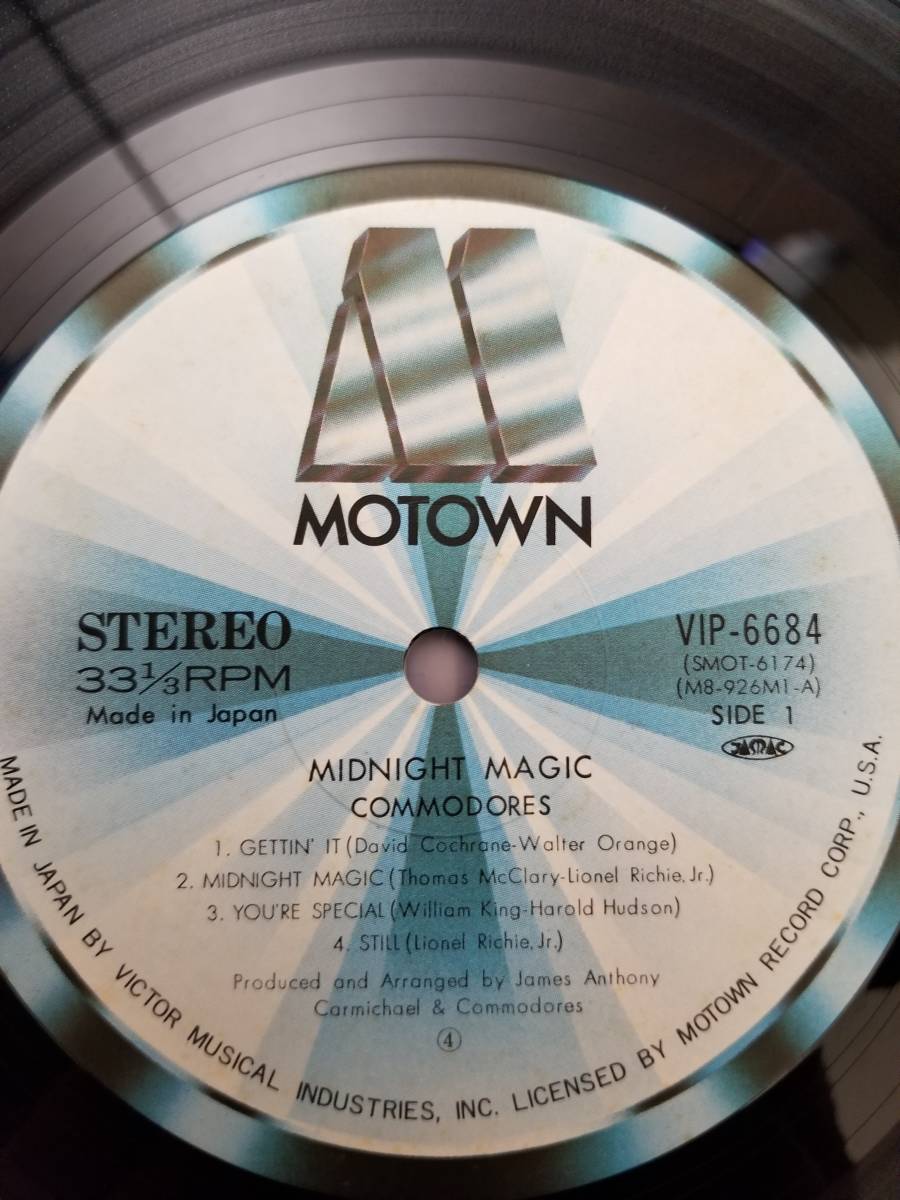 MOTOWN
STEREO
33⅓RPM
Made in Japan
VIP-6684
(SMOT-6174)
(M8-926M1-A)
SIDE 1
JASRAC
MIDNIGHT MAGIC
COMMODORES
1. GETTIN' IT (David Cochrane-Walter Orange)
2. MIDNIGHT MAGIC (Thomas McClary-Lionel Richie, Jr.)
3. YOU'RE SPECIAL (William King-Harold Hudson)
4. STILL (Lionel Richie, Jr.)
Produced and Arranged by James Anthony
Carmichael & Commodores
④
MADE IN JAPAN BY VICTOR MUSICAL INDUSTRIES, INC. LICENSED BY MOTOWN RECORD CORP., U.S.A.